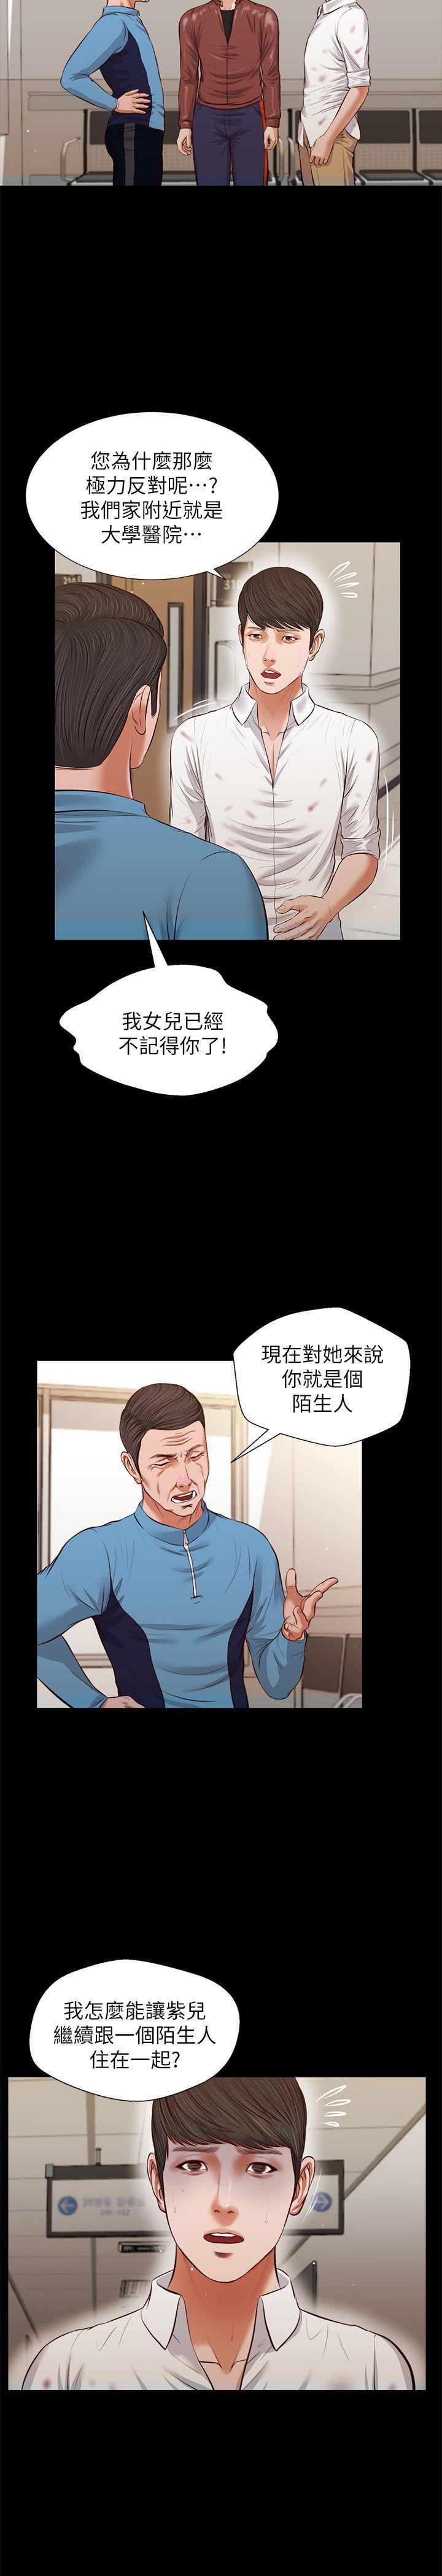 您為什麼那麼
極力反對呢…?
我們家附近就是
大學醫院…
我女兒已經
不記得你了!
現在對她來說
你就是個
陌生人
我怎麼能讓紫兒
繼續跟一個陌生人
住在一起?